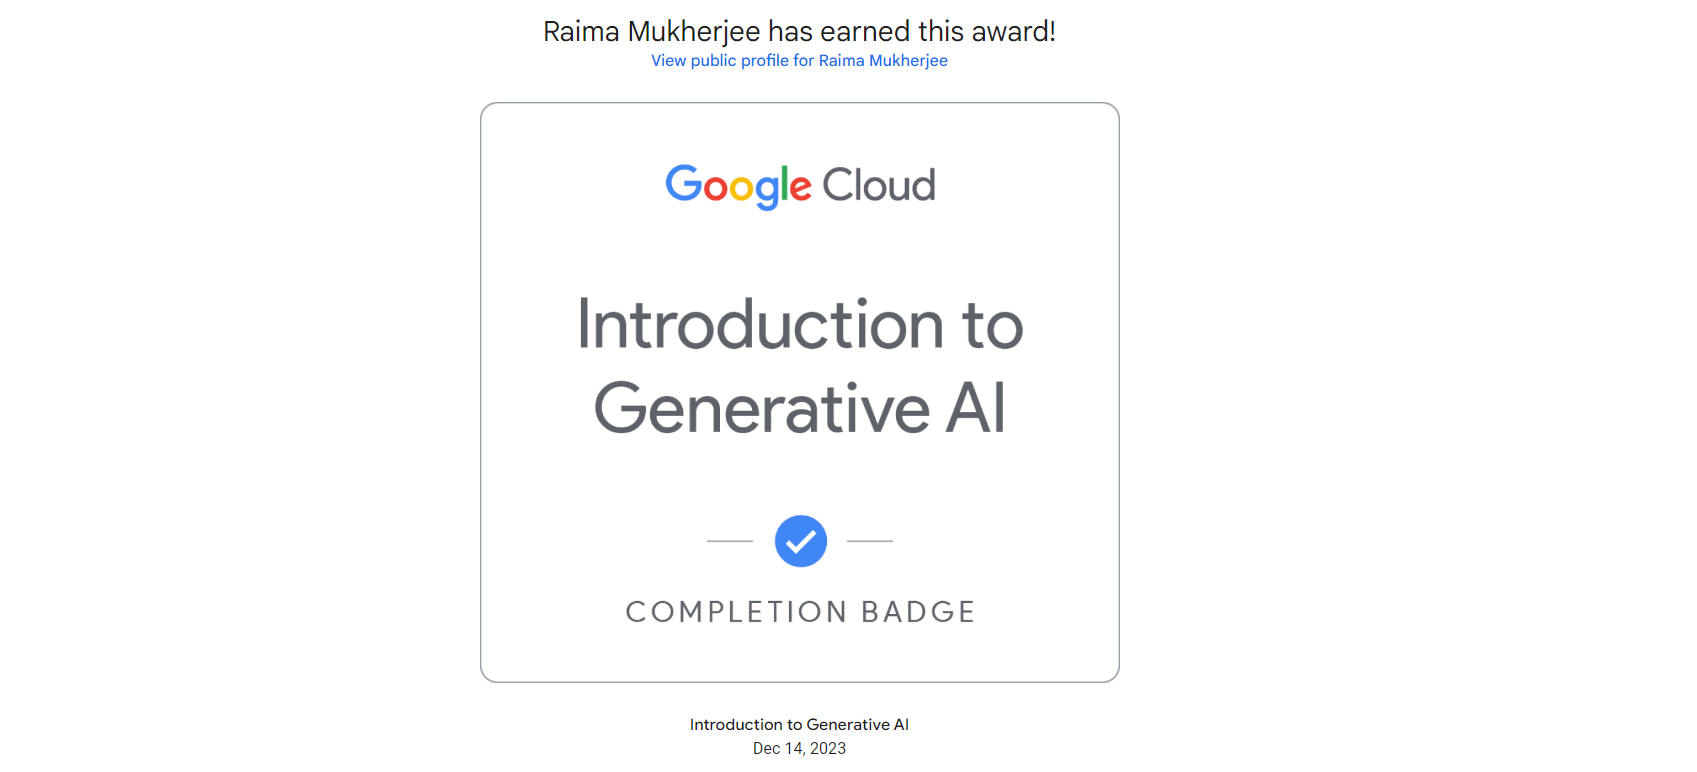 Raima Mukherjee has earned this award!
View public profile for Raima Mukherjee
Google Cloud
Introduction to
Generative AI
COMPLETION BADGE
Introduction to Generative AI
Dec 14, 2023